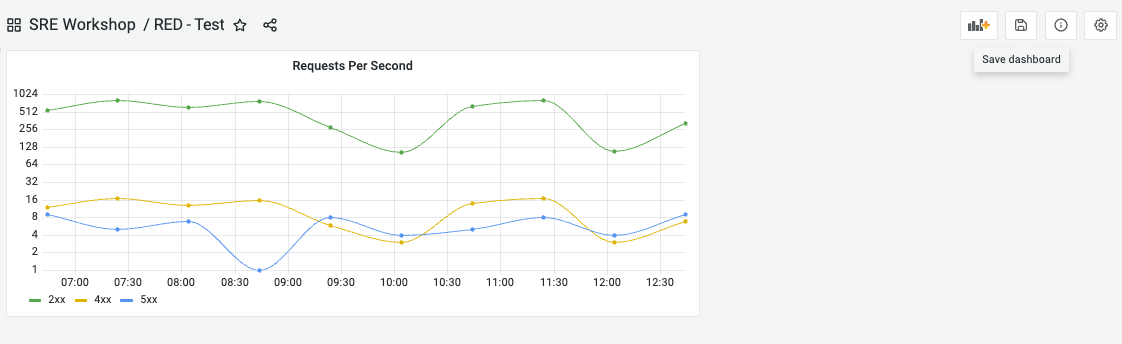 SRE Workshop / RED - Test
Save dashboard
Requests Per Second
1024
512
256
128
64
32
16
8
4
2
1
07:00 07:30 08:00 08:30 09:00 09:30 10:00 10:30 11:00 11:30 12:00 12:30
2xx 4xx 5xx